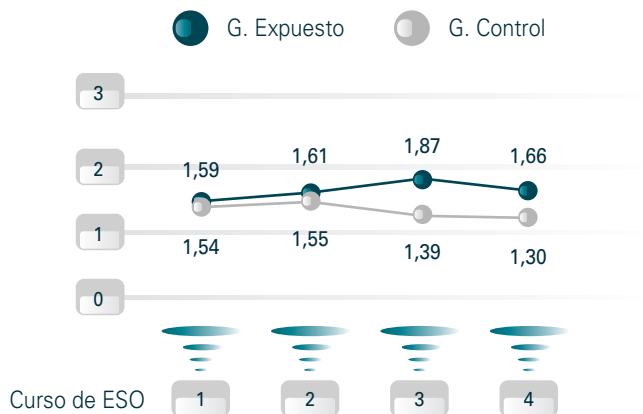 G. Expuesto G. Control
3
2
1
0
1,59 1,61 1,87 1,66
1,54 1,55 1,39 1,30
Curso de ESO 1 2 3 4